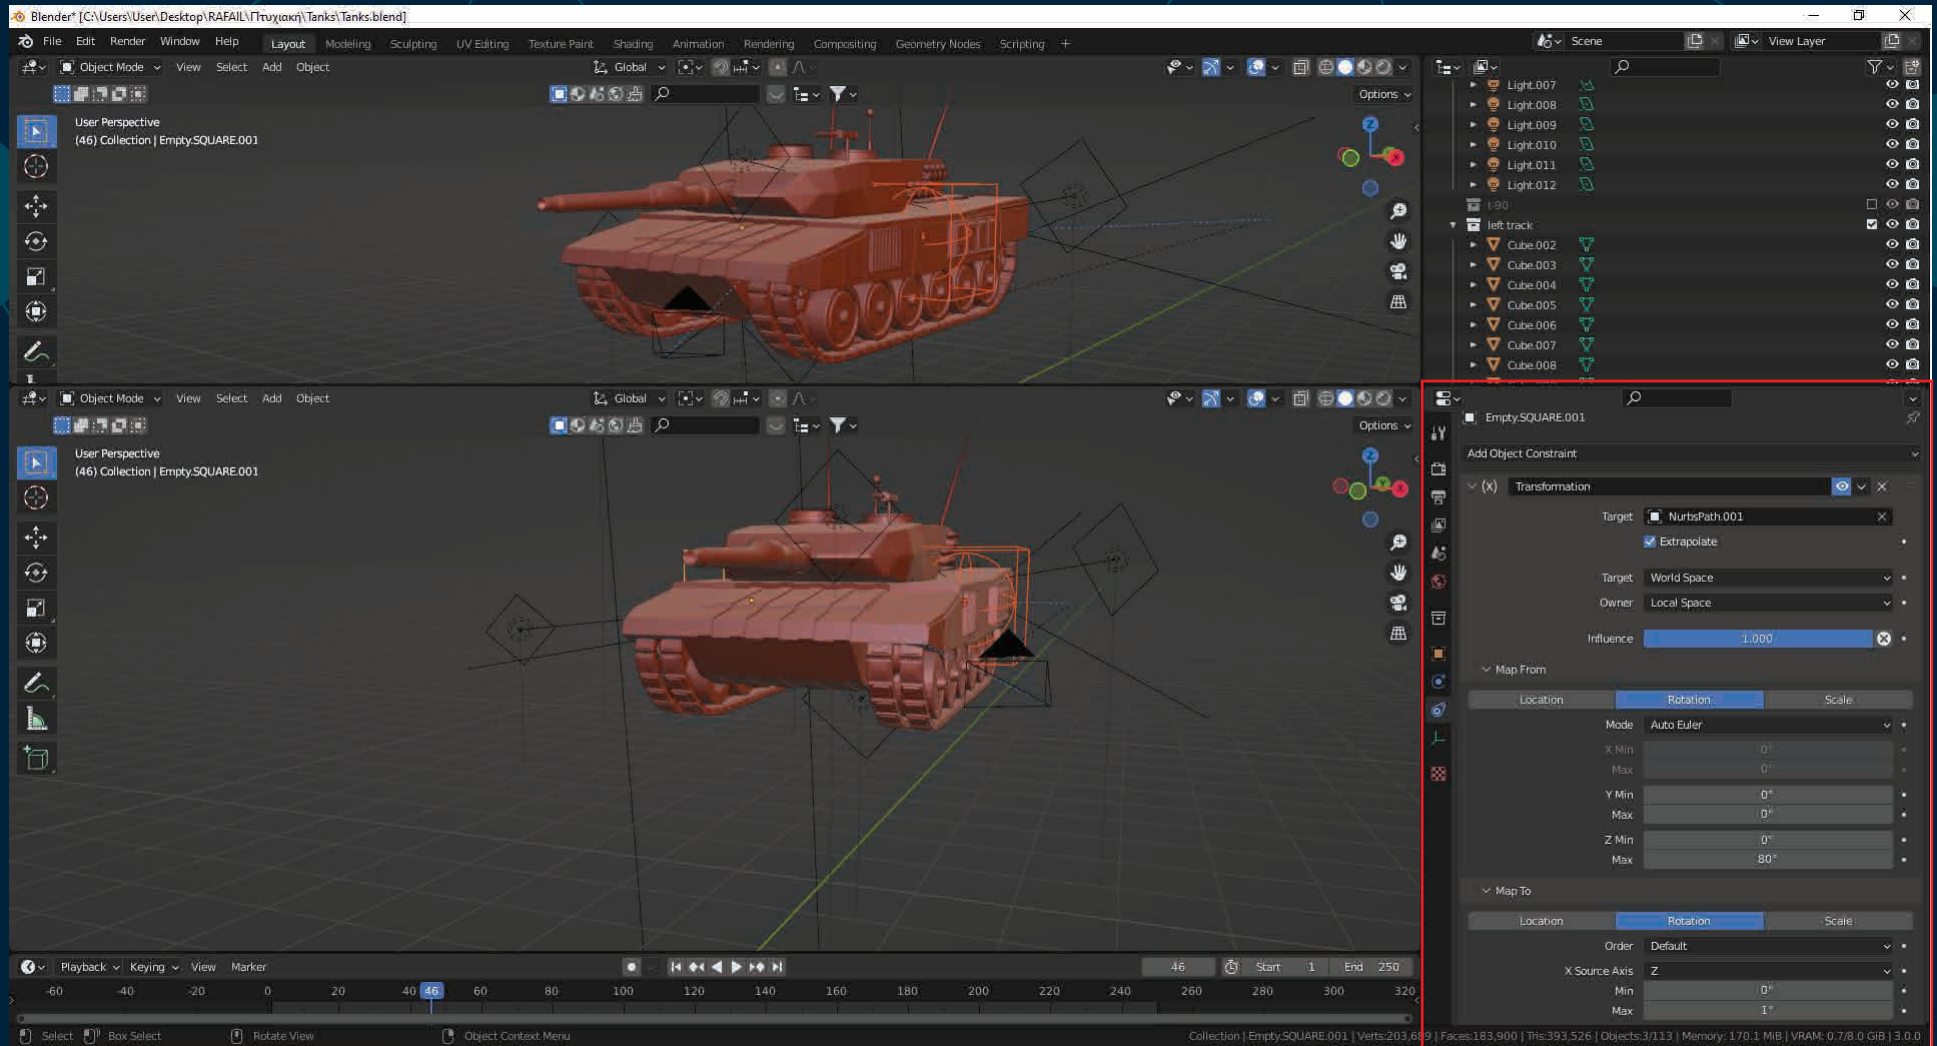 Blender* [C:\Users\User\Desktop\RAFAIL\Πτυχιακή\Tanks\Tanks.blend]
File Edit Render Window Help Layout Modeling Sculpting UV Editing Texture Paint Shading Animation Rendering Compositing Geometry Nodes Scripting + Scene View Layer
Object Mode View Select Add Object Global
Options
User Perspective
(46) Collection | Empty.SQUARE.001
Z
X
Light.007
Light.008
Light.009
Light.010
Light.011
Light.012
t-90
left track
Cube.002
Cube.003
Cube.004
Cube.005
Cube.006
Cube.007
Cube.008
Object Mode View Select Add Object Global
Options
User Perspective
(46) Collection | Empty.SQUARE.001
Z
Y
X
Empty.SQUARE.001
Add Object Constraint
(x) Transformation
Target NurbsPath.001
Extrapolate
Target World Space
Owner Local Space
Influence 1.000
Map From
Location Rotation Scale
Mode Auto Euler
X Min 0°
Max 0°
Y Min 0°
Max 0°
Z Min 0°
Max 80°
Map To
Location Rotation Scale
Order Default
X Source Axis Z
Min 0°
Max 1°
Playback Keying View Marker 46 Start 1 End 250
-60 -40 -20 0 20 40 46 60 80 100 120 140 160 180 200 220 240 260 280 300 320
Select Box Select Rotate View Object Context Menu Collection | Empty.SQUARE.001 | Verts:203,689 | Faces:183,900 | Tris:393,526 | Objects:3/113 | Memory: 170.1 MiB | VRAM: 0.7/8.0 GiB | 3.0.0